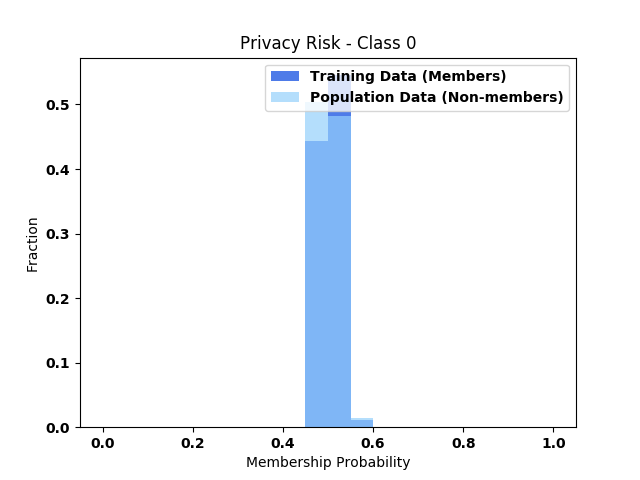 Privacy Risk - Class 0
Training Data (Members)
Population Data (Non-members)
Fraction
0.5
0.4
0.3
0.2
0.1
0.0
0.0 0.2 0.4 0.6 0.8 1.0
Membership Probability